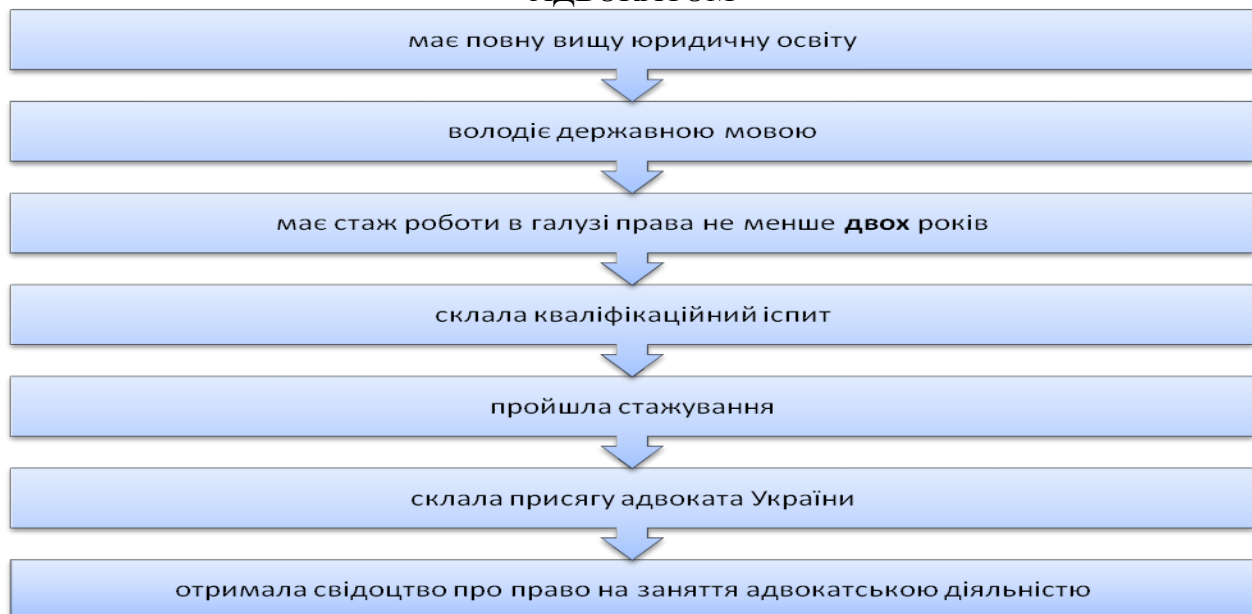 АДВОКАТОМ
має повну вищу юридичну освіту
володіє державною мовою
має стаж роботи в галузі права не менше двох років
склала кваліфікаційний іспит
пройшла стажування
склала присягу адвоката України
отримала свідоцтво про право на заняття адвокатською діяльністю